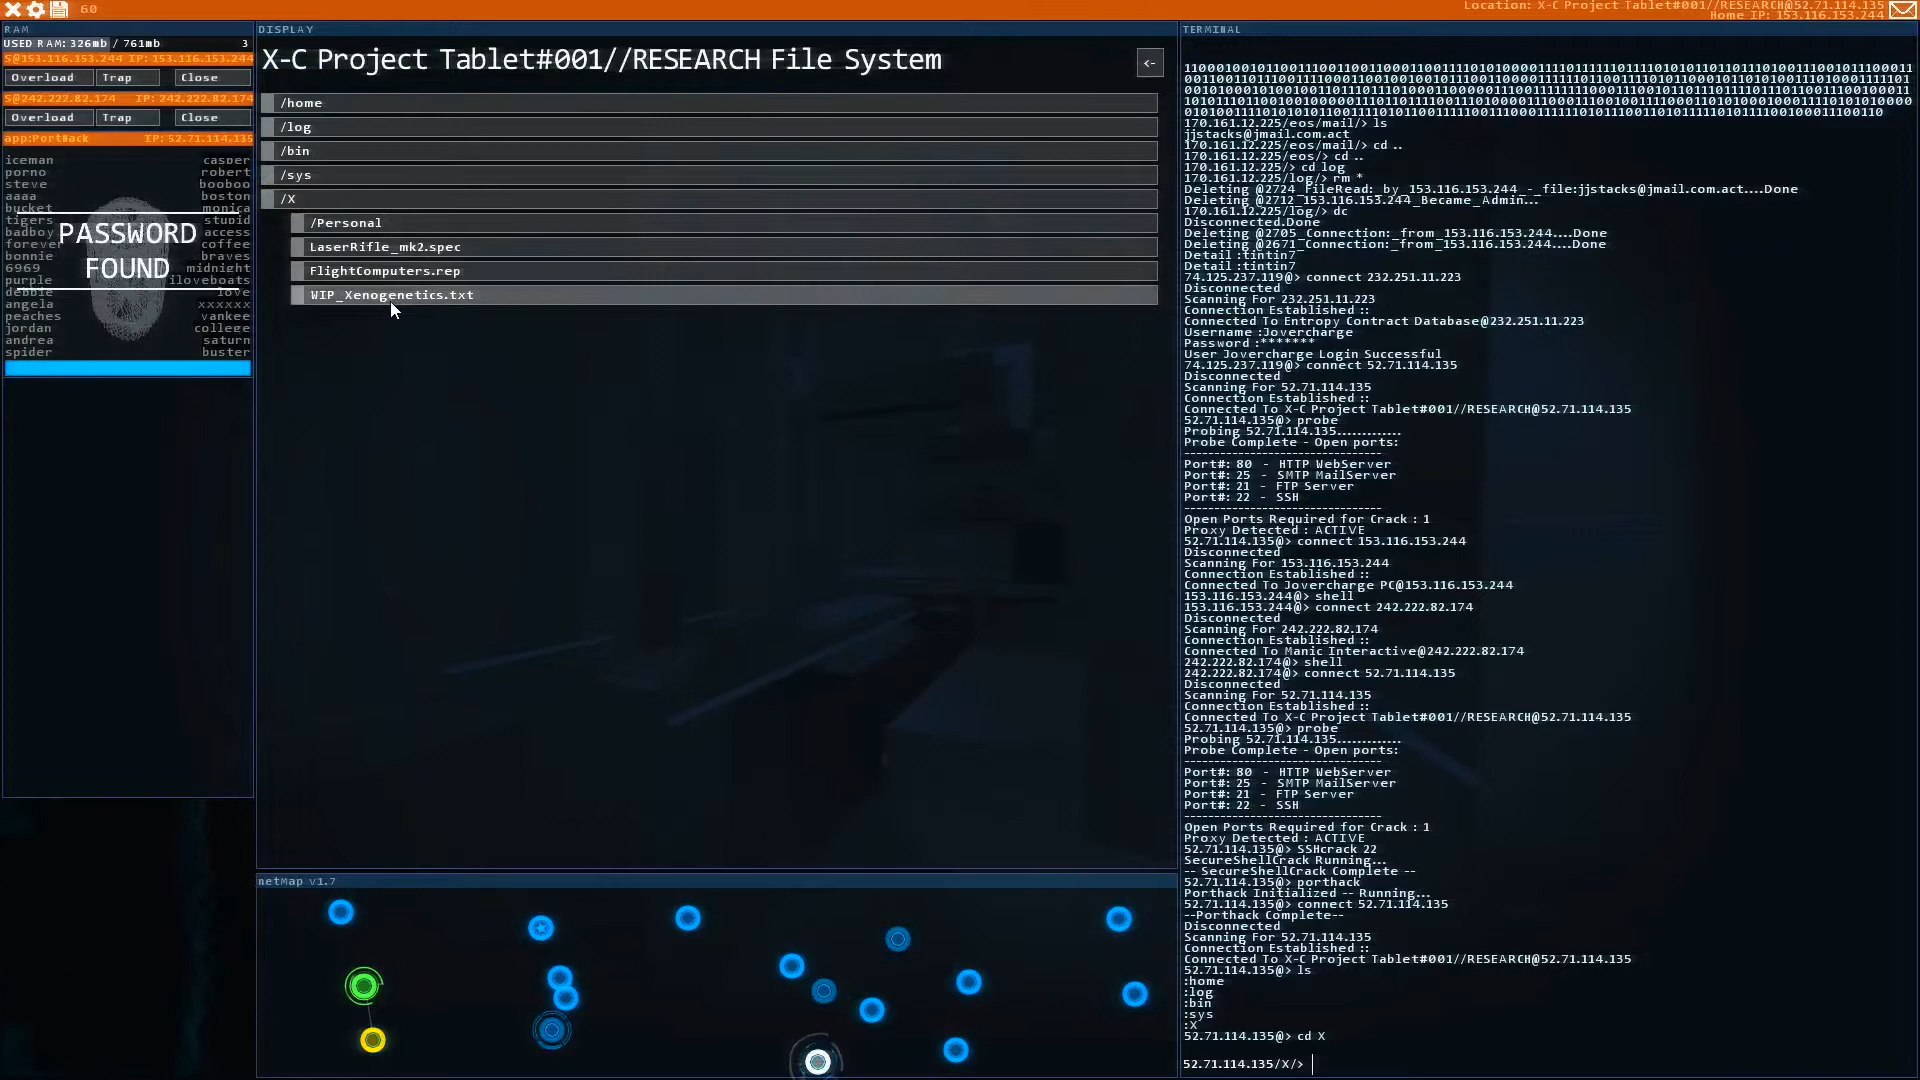 60
Location: X-C Project Tablet#001//RESEARCH@52.71.114.135
Home IP: 153.116.153.244
RAM
USED RAM: 326mb / 761mb 3
S@153.116.153.244 IP: 153.116.153.244
Overload Trap Close
S@242.222.82.174 IP: 242.222.82.174
Overload Trap Close
app:PortHack IP: 52.71.114.135
iceman casper
porno robert
steve booboo
aaaa boston
bucket monica
tigers stupid
badboy access
forever coffee
bonnie braves
6969 midnight
purple iloveboats
debbie love
angela xxxxxx
peaches yankee
jordan college
andrea saturn
spider buster
PASSWORD
FOUND
DISPLAY
X-C Project Tablet#001//RESEARCH File System
<-
/home
/log
/bin
/sys
/X
/Personal
LaserRifle_mk2.spec
FlightComputers.rep
WIP_Xenogenetics.txt
netMap v1.7
TERMINAL
170.161.12.225/eos/mail/> ls
jjstacks@jmail.com.act
170.161.12.225/eos/mail/> cd ..
170.161.12.225/eos/> cd ..
170.161.12.225/> cd log
170.161.12.225/log/> rm *
Deleting @2724_FileRead:_by_153.116.153.244_-_file:jjstacks@jmail.com.act....Done
Deleting @2712_153.116.153.244_Became_Admin...
170.161.12.225/log/> dc
Disconnected.Done
Deleting @2705_Connection:_from_153.116.153.244....Done
Deleting @2671_Connection:_from_153.116.153.244....Done
Detail :tintin7
Detail :tintin7
74.125.237.119@> connect 232.251.11.223
Disconnected
Scanning For 232.251.11.223
Connection Established ::
Connected To Entropy Contract Database@232.251.11.223
Username :Jovercharge
Password :*******
User Jovercharge Login Successful
74.125.237.119@> connect 52.71.114.135
Disconnected
Scanning For 52.71.114.135
Connection Established ::
Connected To X-C Project Tablet#001//RESEARCH@52.71.114.135
52.71.114.135@> probe
Probing 52.71.114.135.............
Probe Complete - Open ports:
---------------------------------
Port#: 80 - HTTP WebServer
Port#: 25 - SMTP MailServer
Port#: 21 - FTP Server
Port#: 22 - SSH
---------------------------------
Open Ports Required for Crack : 1
Proxy Detected : ACTIVE
52.71.114.135@> connect 153.116.153.244
Disconnected
Scanning For 153.116.153.244
Connection Established ::
Connected To Jovercharge PC@153.116.153.244
153.116.153.244@> shell
153.116.153.244@> connect 242.222.82.174
Disconnected
Scanning For 242.222.82.174
Connection Established ::
Connected To Manic Interactive@242.222.82.174
242.222.82.174@> shell
242.222.82.174@> connect 52.71.114.135
Disconnected
Scanning For 52.71.114.135
Connection Established ::
Connected To X-C Project Tablet#001//RESEARCH@52.71.114.135
52.71.114.135@> probe
Probing 52.71.114.135.............
Probe Complete - Open ports:
---------------------------------
Port#: 80 - HTTP WebServer
Port#: 25 - SMTP MailServer
Port#: 21 - FTP Server
Port#: 22 - SSH
---------------------------------
Open Ports Required for Crack : 1
Proxy Detected : ACTIVE
52.71.114.135@> SSHcrack 22
SecureShellCrack Running...
-- SecureShellCrack Complete --
52.71.114.135@> porthack
Porthack Initialized -- Running...
52.71.114.135@> connect 52.71.114.135
--Porthack Complete--
Disconnected
Scanning For 52.71.114.135
Connection Established ::
Connected To X-C Project Tablet#001//RESEARCH@52.71.114.135
52.71.114.135@> ls
:home
:log
:bin
:sys
:X
52.71.114.135@> cd X
52.71.114.135/X/>